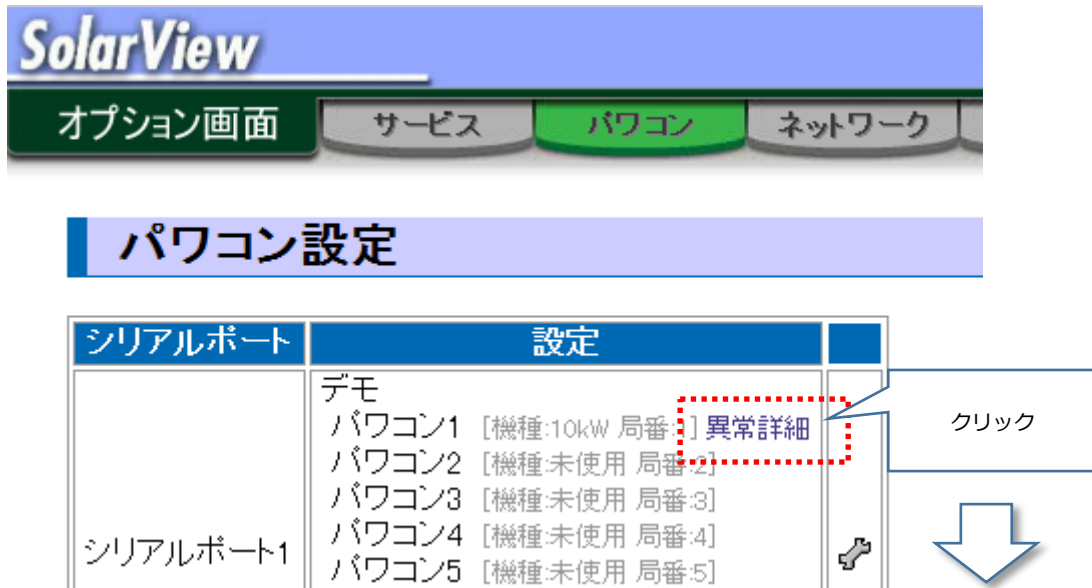 SolarView
オプション画面 サービス パワコン ネットワーク
パワコン設定
シリアルポート 設定
デモ
パワコン1 [機種:10kW 局番:1] 異常詳細
クリック
パワコン2 [機種:未使用 局番:2]
パワコン3 [機種:未使用 局番:3]
パワコン4 [機種:未使用 局番:4]
シリアルポート1
パワコン5 [機種:未使用 局番:5]